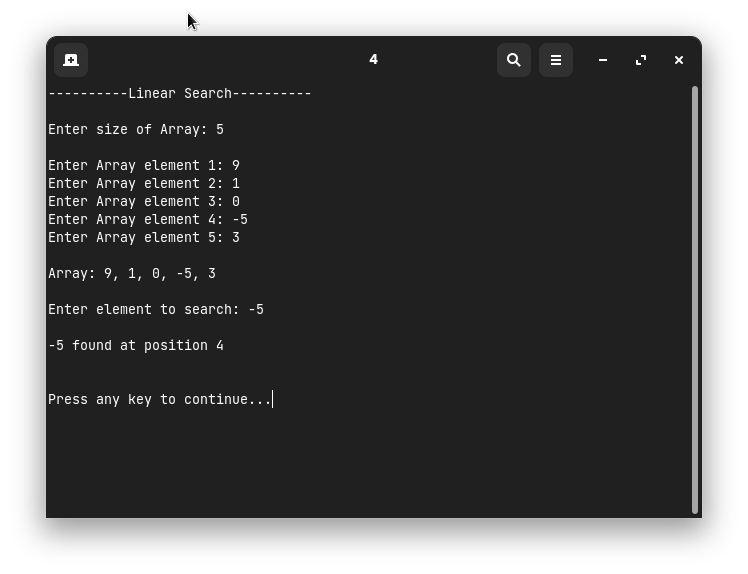 4
----------Linear Search----------
Enter size of Array: 5
Enter Array element 1: 9
Enter Array element 2: 1
Enter Array element 3: 0
Enter Array element 4: -5
Enter Array element 5: 3
Array: 9, 1, 0, -5, 3
Enter element to search: -5
-5 found at position 4
Press any key to continue...